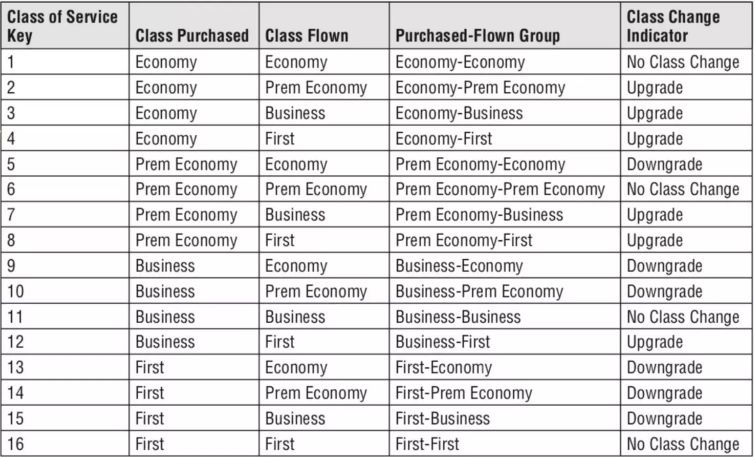 Class of Service Key Class Purchased Class Flown Purchased-Flown Group Class Change Indicator
1 Economy Economy Economy-Economy No Class Change
2 Economy Prem Economy Economy-Prem Economy Upgrade
3 Economy Business Economy-Business Upgrade
4 Economy First Economy-First Upgrade
5 Prem Economy Economy Prem Economy-Economy Downgrade
6 Prem Economy Prem Economy Prem Economy-Prem Economy No Class Change
7 Prem Economy Business Prem Economy-Business Upgrade
8 Prem Economy First Prem Economy-First Upgrade
9 Business Economy Business-Economy Downgrade
10 Business Prem Economy Business-Prem Economy Downgrade
11 Business Business Business-Business No Class Change
12 Business First Business-First Upgrade
13 First Economy First-Economy Downgrade
14 First Prem Economy First-Prem Economy Downgrade
15 First Business First-Business Downgrade
16 First First First-First No Class Change